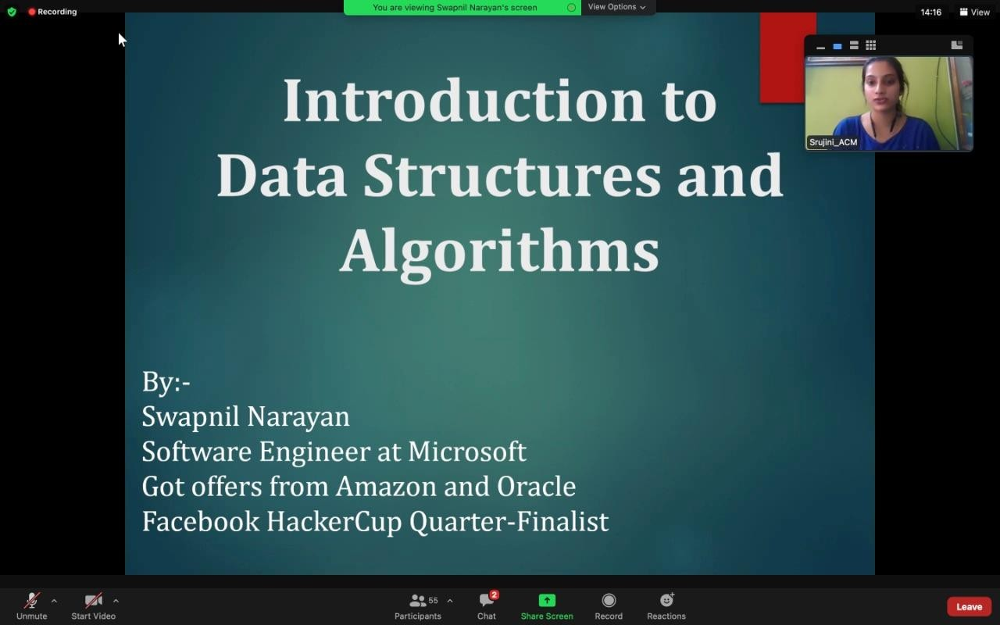 Recording
You are viewing Swapnil Narayan's screen
View Options
14:16
View
Introduction to
Data Structures and
Algorithms
Srujini_ACM
By:-
Swapnil Narayan
Software Engineer at Microsoft
Got offers from Amazon and Oracle
Facebook HackerCup Quarter-Finalist
Unmute
Start Video
55
Participants
2
Chat
Share Screen
Record
Reactions
Leave